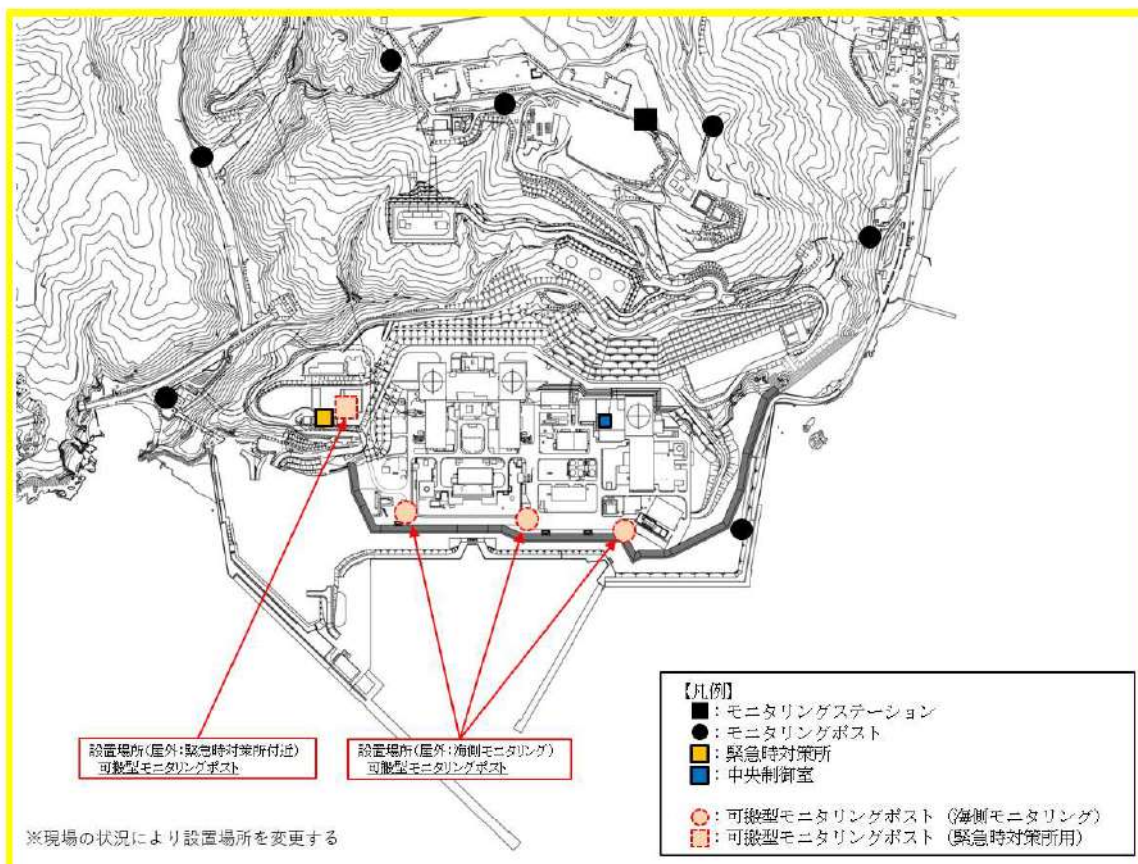 設置場所(屋外:緊急時対策所付近)
可搬型モニタリングポスト
設置場所(屋外:海側モニタリング)
可搬型モニタリングポスト
※現場の状況により設置場所を変更する
【凡例】
■:モニタリングステーション
●:モニタリングポスト
:緊急時対策所
:中央制御室
:可搬型モニタリングポスト (海側モニタリング)
:可搬型モニタリングポスト (緊急時対策所用)